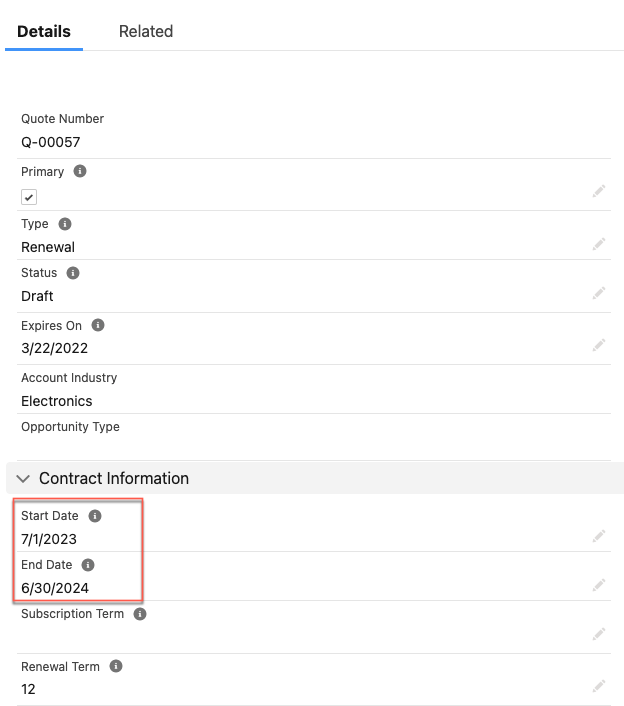 Details Related
Quote Number
Q-00057
Primary
Type
Renewal
Status
Draft
Expires On
3/22/2022
Account Industry
Electronics
Opportunity Type
Contract Information
Start Date
7/1/2023
End Date
6/30/2024
Subscription Term
Renewal Term
12